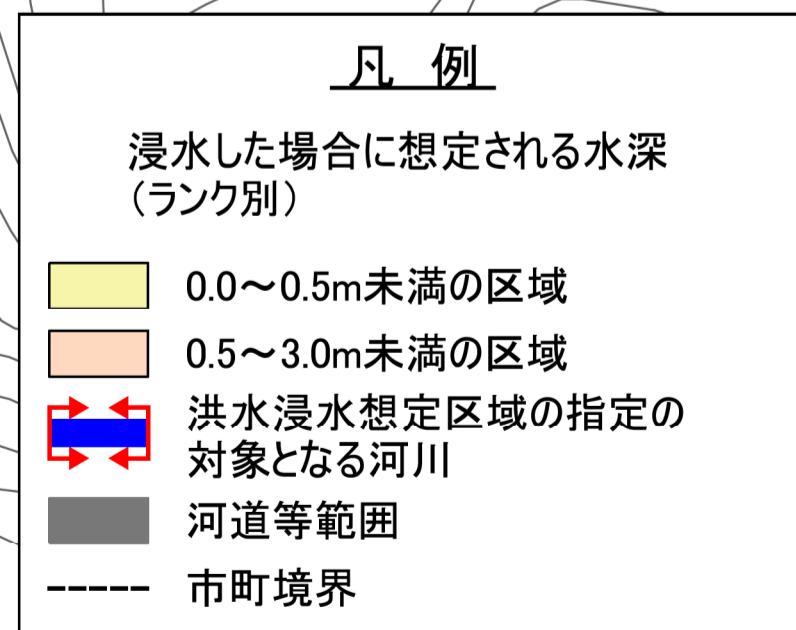 凡 例
浸水した場合に想定される水深
(ランク別)
0.0～0.5m未満の区域
0.5～3.0m未満の区域
洪水浸水想定区域の指定の
対象となる河川
河道等範囲
市町境界